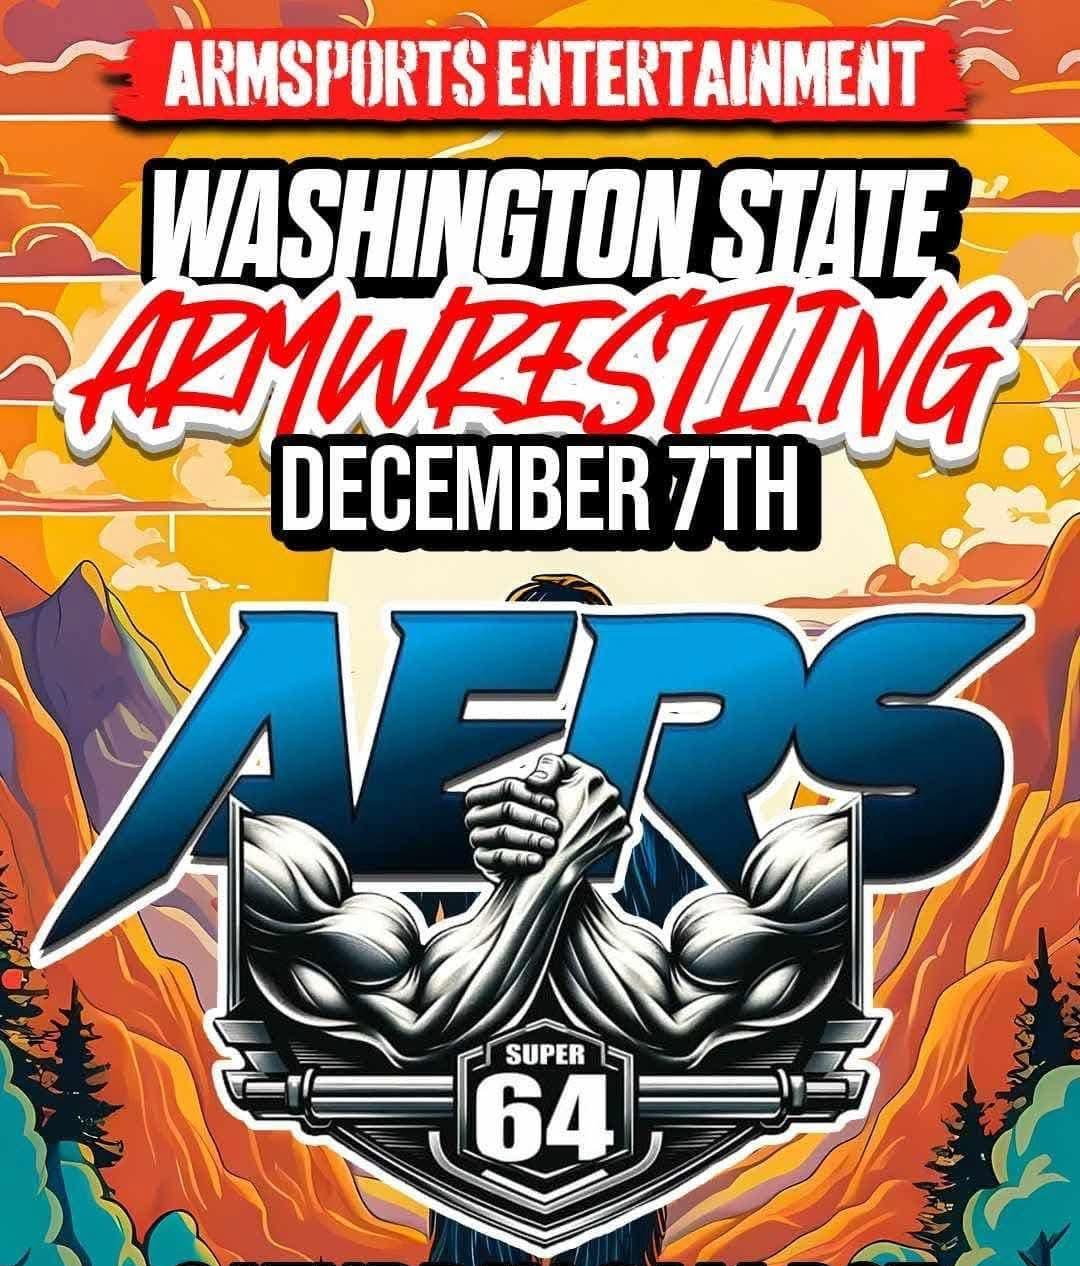 ARMSPORTS ENTERTAINMENT
WASHINGTON STATE
ARMWRESTLING
DECEMBER 7TH
AERS
SUPER
64